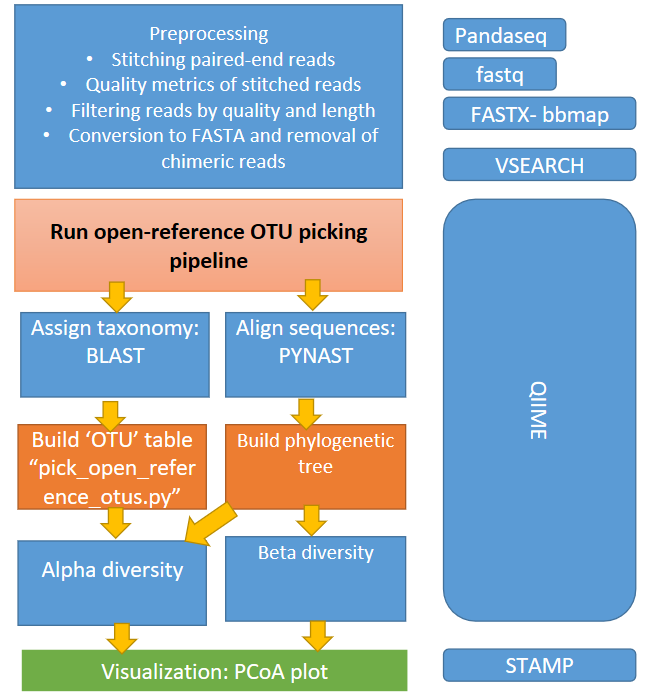 Preprocessing
• Stitching paired-end reads
• Quality metrics of stitched reads
• Filtering reads by quality and length
• Conversion to FASTA and removal of
chimeric reads
Pandaseq
fastq
FASTX- bbmap
VSEARCH
Run open-reference OTU picking
pipeline
Assign taxonomy:
BLAST
Align sequences:
PYNAST
Build ‘OTU’ table
“pick_open_refer
ence_otus.py”
Build phylogenetic
tree
Alpha diversity
Beta diversity
QIIME
Visualization: PCoA plot
STAMP